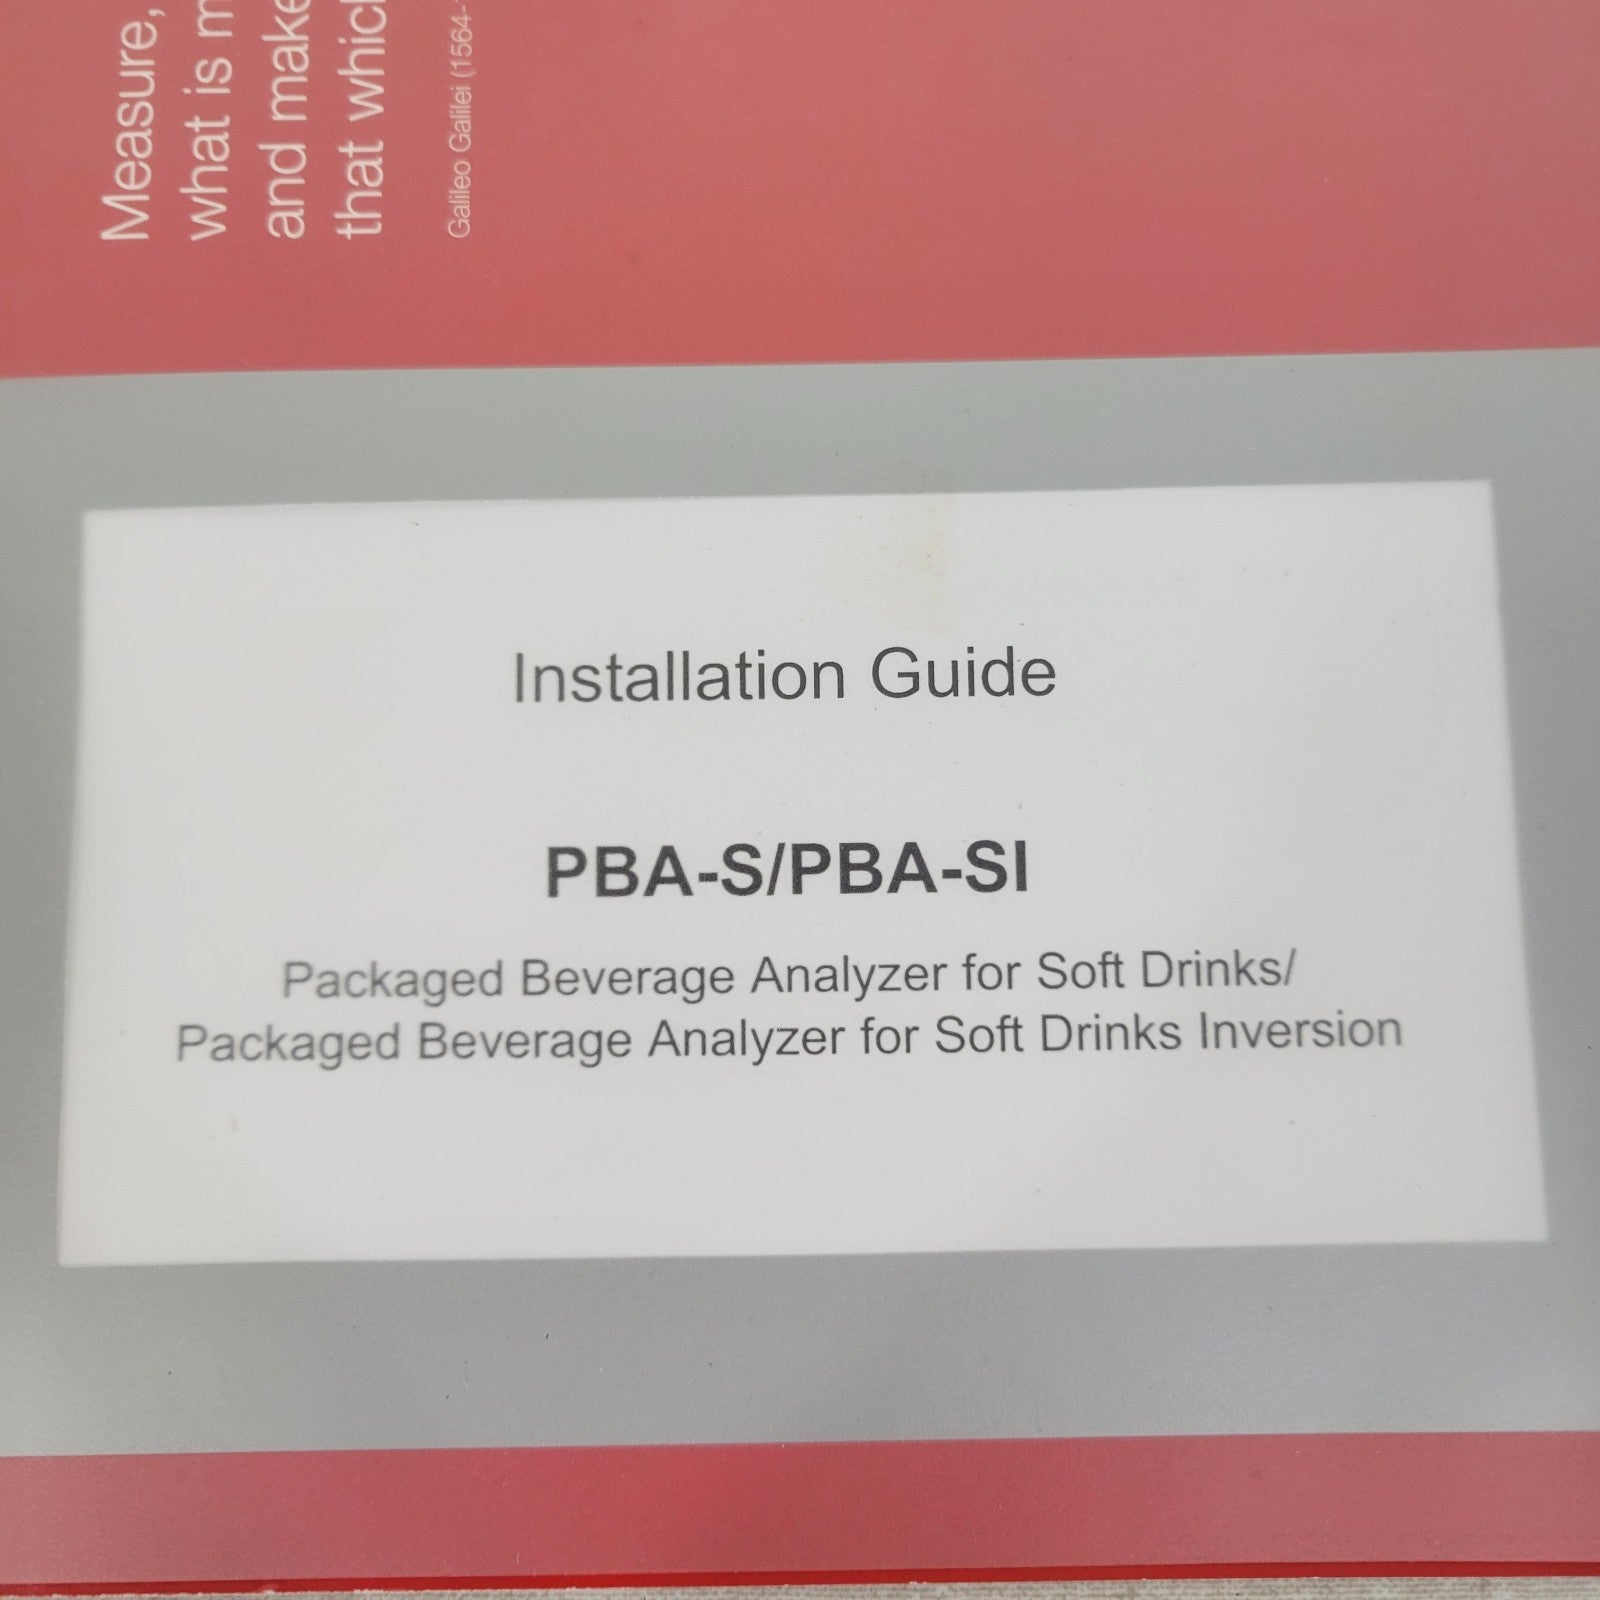 Measure,
what is m
and make
that which
Galileo Galilei (1564-
Installation Guide
PBA-S/PBA-SI
Packaged Beverage Analyzer for Soft Drinks/
Packaged Beverage Analyzer for Soft Drinks Inversion